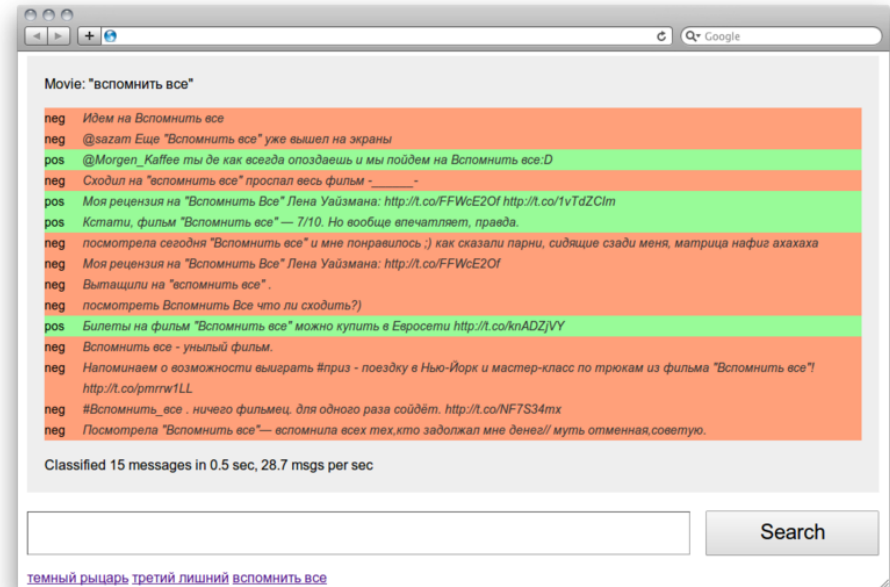 Google
Movie: "вспомнить все"
neg Идем на Вспомнить все
neg @sazam Еще "Вспомнить все" уже вышел на экраны
pos @Morgen_Kaffee ты де как всегда опоздаешь и мы пойдем на Вспомнить все:D
neg Сходил на "вспомнить все" проспал весь фильм -______-
pos Моя рецензия на "Вспомнить все" Лена Уайзмана: http://t.co/FFWcE2Of http://t.co/1vTdZClm
pos Кстати, фильм "Вспомнить все" — 7/10. Но вообще впечатляет, правда.
neg посмотрела сегодня "Вспомнить все" и мне понравилось ;) как сказали парни, сидящие сзади меня, матрица нафиг ахахаха
neg Моя рецензия на "Вспомнить Все" Лена Уайзмана: http://t.co/FFWcE2Of
neg Вытащили на "вспомнить все" .
neg посмотреть Вспомнить Все что ли сходить?)
pos Билеты на фильм "Вспомнить все" можно купить в Евросети http://t.co/knADZjVY
neg Вспомнить все - унылый фильм.
neg Напоминаем о возможности выиграть #приз - поездку в Нью-Йорк и мастер-класс по трюкам из фильма "Вспомнить все"!
http://t.co/pmrrw1LL
neg #Вспомнить_все . ничего фильмец. для одного раза сойдёт. http://t.co/NF7S34mx
neg Посмотрела "Вспомнить все"— вспомнила всех тех,кто задолжал мне денег// муть отменная,советую.
Classified 15 messages in 0.5 sec, 28.7 msgs per sec
Search
темный рыцарь третий лишний вспомнить все